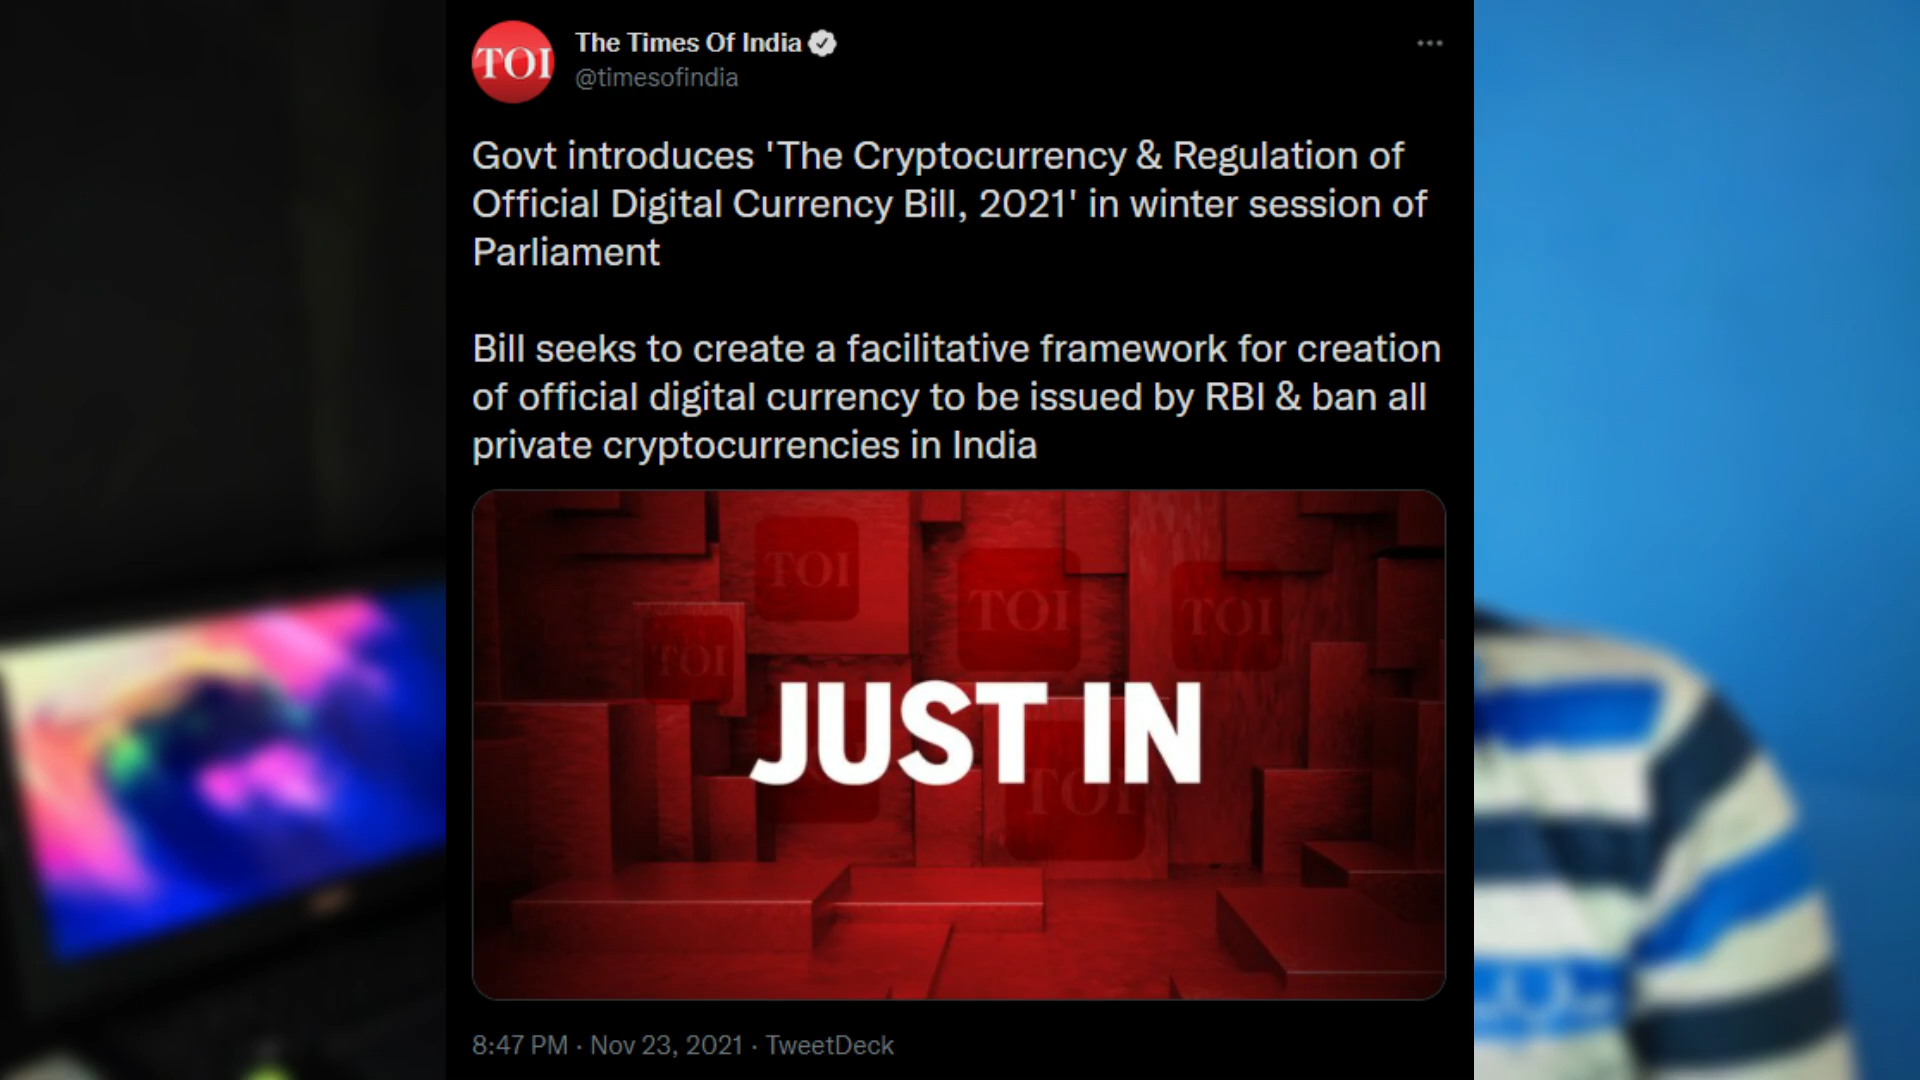 TOI
The Times Of India
@timesofindia
Govt introduces 'The Cryptocurrency & Regulation of
Official Digital Currency Bill, 2021' in winter session of
Parliament
Bill seeks to create a facilitative framework for creation
of official digital currency to be issued by RBI & ban all
private cryptocurrencies in India
TOI
TOI
TOI
TOI
JUST IN
TOI
8:47 PM · Nov 23, 2021 · TweetDeck